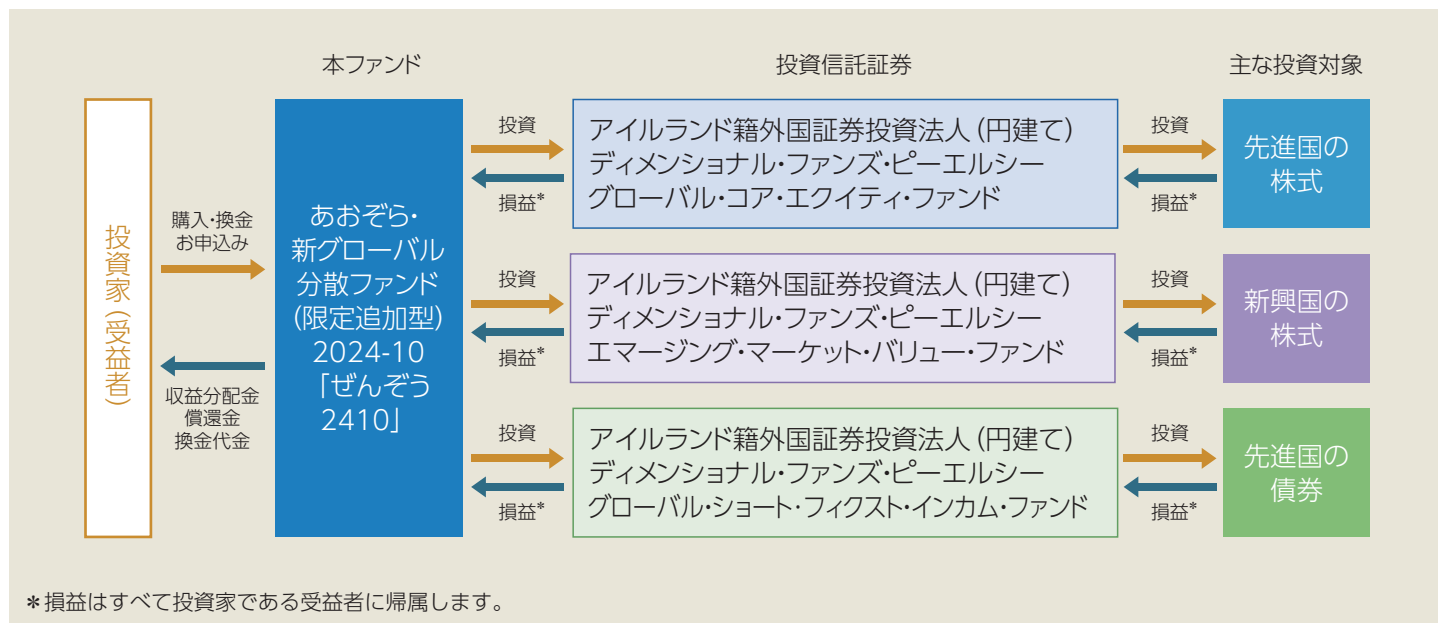 本ファンド
投資信託証券
主な投資対象
投資家（受益者）
購入・換金
お申込み
収益分配金
償還金
換金代金
あおぞら・
新グローバル
分散ファンド
（限定追加型）
2024-10
「ぜんぞう
2410」
投資
損益*
アイルランド籍外国証券投資法人（円建て）
ディメンショナル・ファンズ・ピーエルシー
グローバル・コア・エクイティ・ファンド
投資
損益*
先進国の
株式
投資
損益*
アイルランド籍外国証券投資法人（円建て）
ディメンショナル・ファンズ・ピーエルシー
エマージング・マーケット・バリュー・ファンド
投資
損益*
新興国の
株式
投資
損益*
アイルランド籍外国証券投資法人（円建て）
ディメンショナル・ファンズ・ピーエルシー
グローバル・ショート・フィクスト・インカム・ファンド
投資
損益*
先進国の
債券
＊損益はすべて投資家である受益者に帰属します。